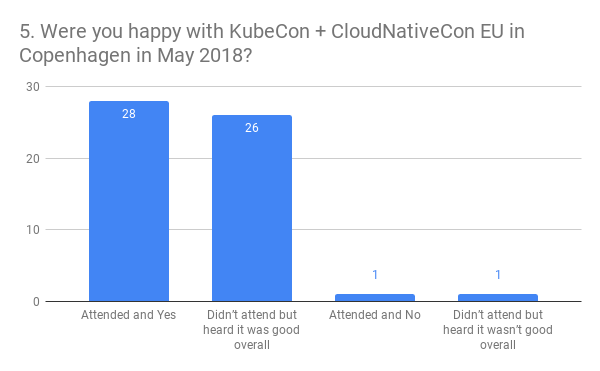 5. Were you happy with KubeCon + CloudNativeCon EU in
Copenhagen in May 2018?
30
20
10
0
28
26
1
1
Attended and Yes
Didn't attend but
heard it was good
overall
Attended and No
Didn't attend but
heard it wasn't good
overall